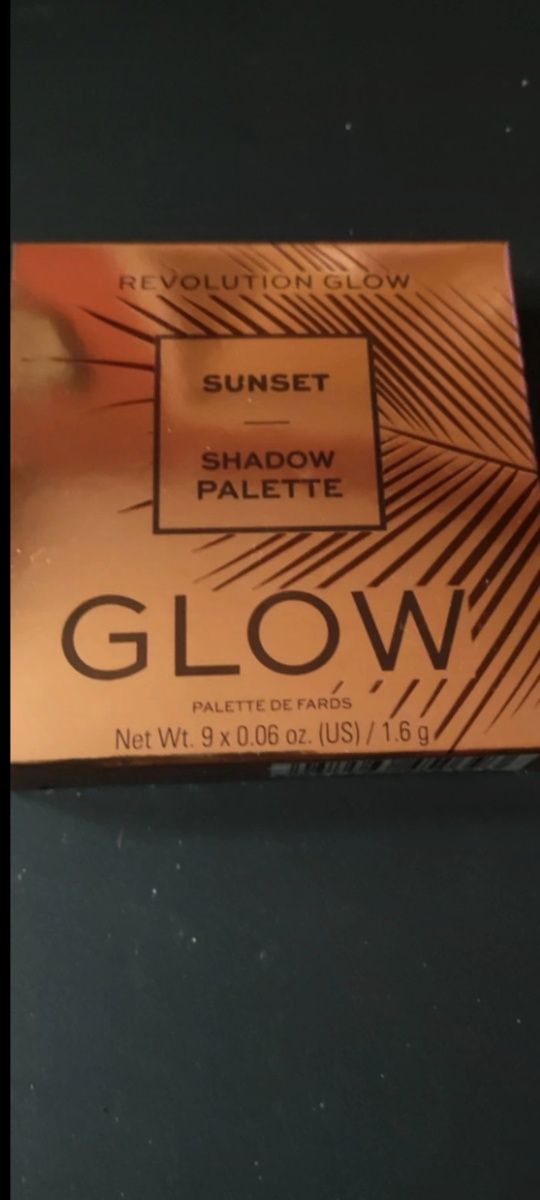 REVOLUTION GLOW
SUNSET
SHADOW
PALETTE
GLOW
PALETTE DE FARDS
Net Wt. 9 x 0.06 oz. (US) / 1.6 g